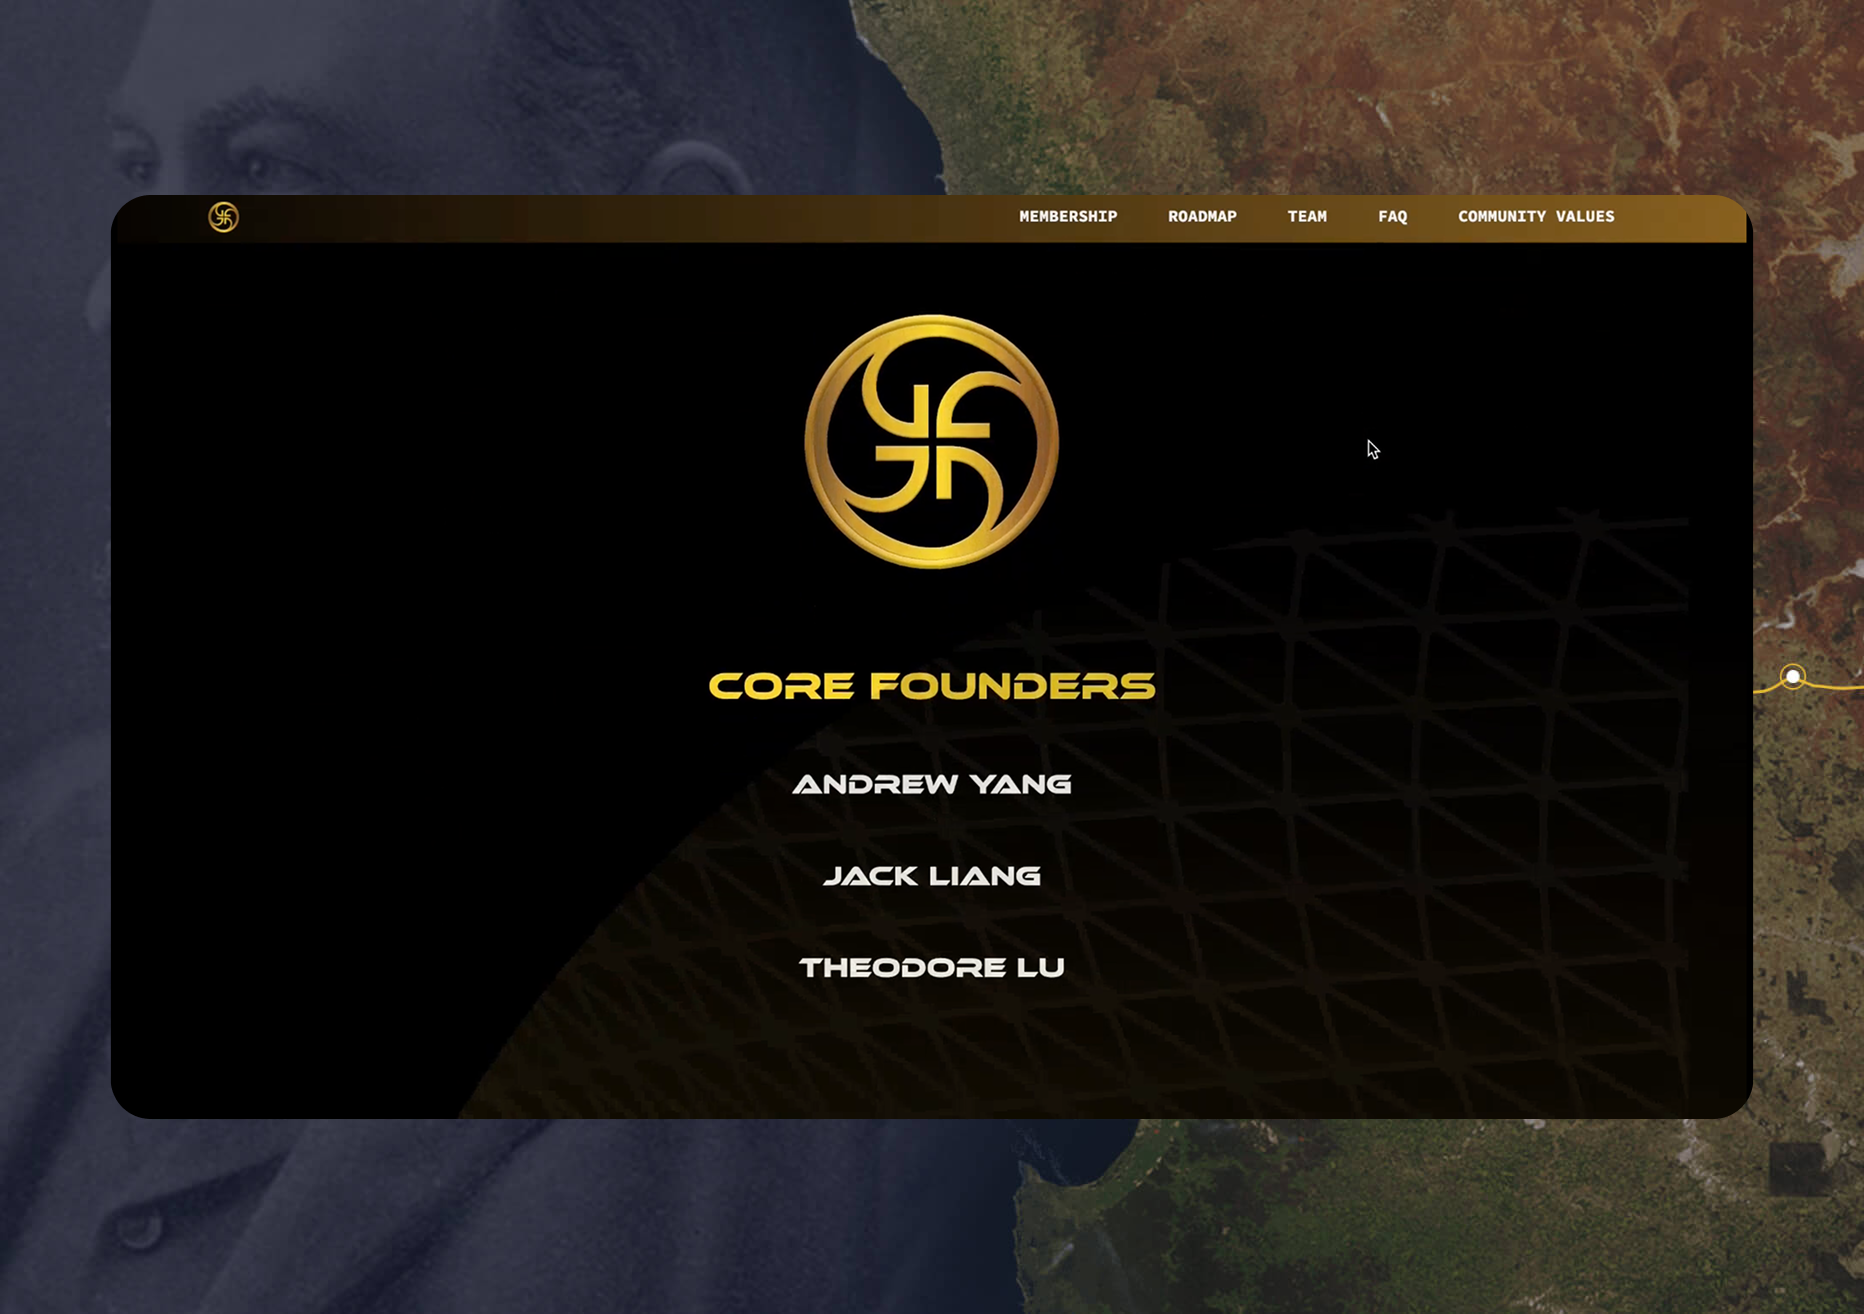 MEMBERSHIP ROADMAP TEAM FAQ COMMUNITY VALUES
CORE FOUNDERS
ANDREW YANG
JACK LIANG
THEODORE LU